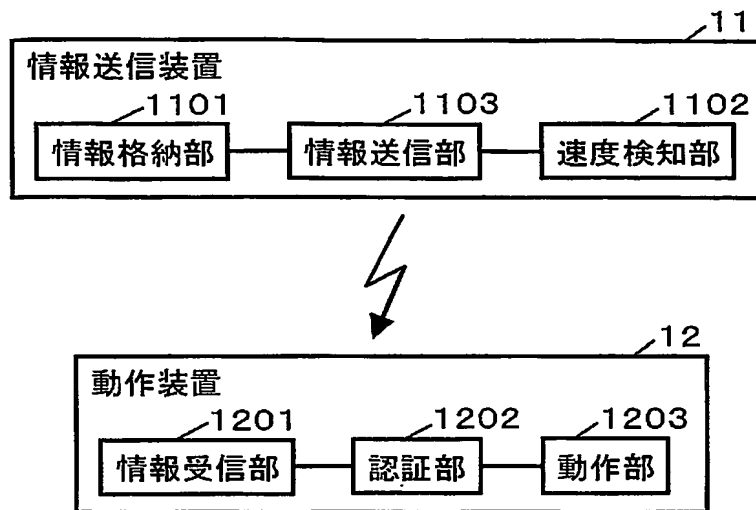 11
情報送信装置
1101
1103
1102
情報格納部
情報送信部
速度検知部
12
動作装置
1201
1202
1203
情報受信部
認証部
動作部